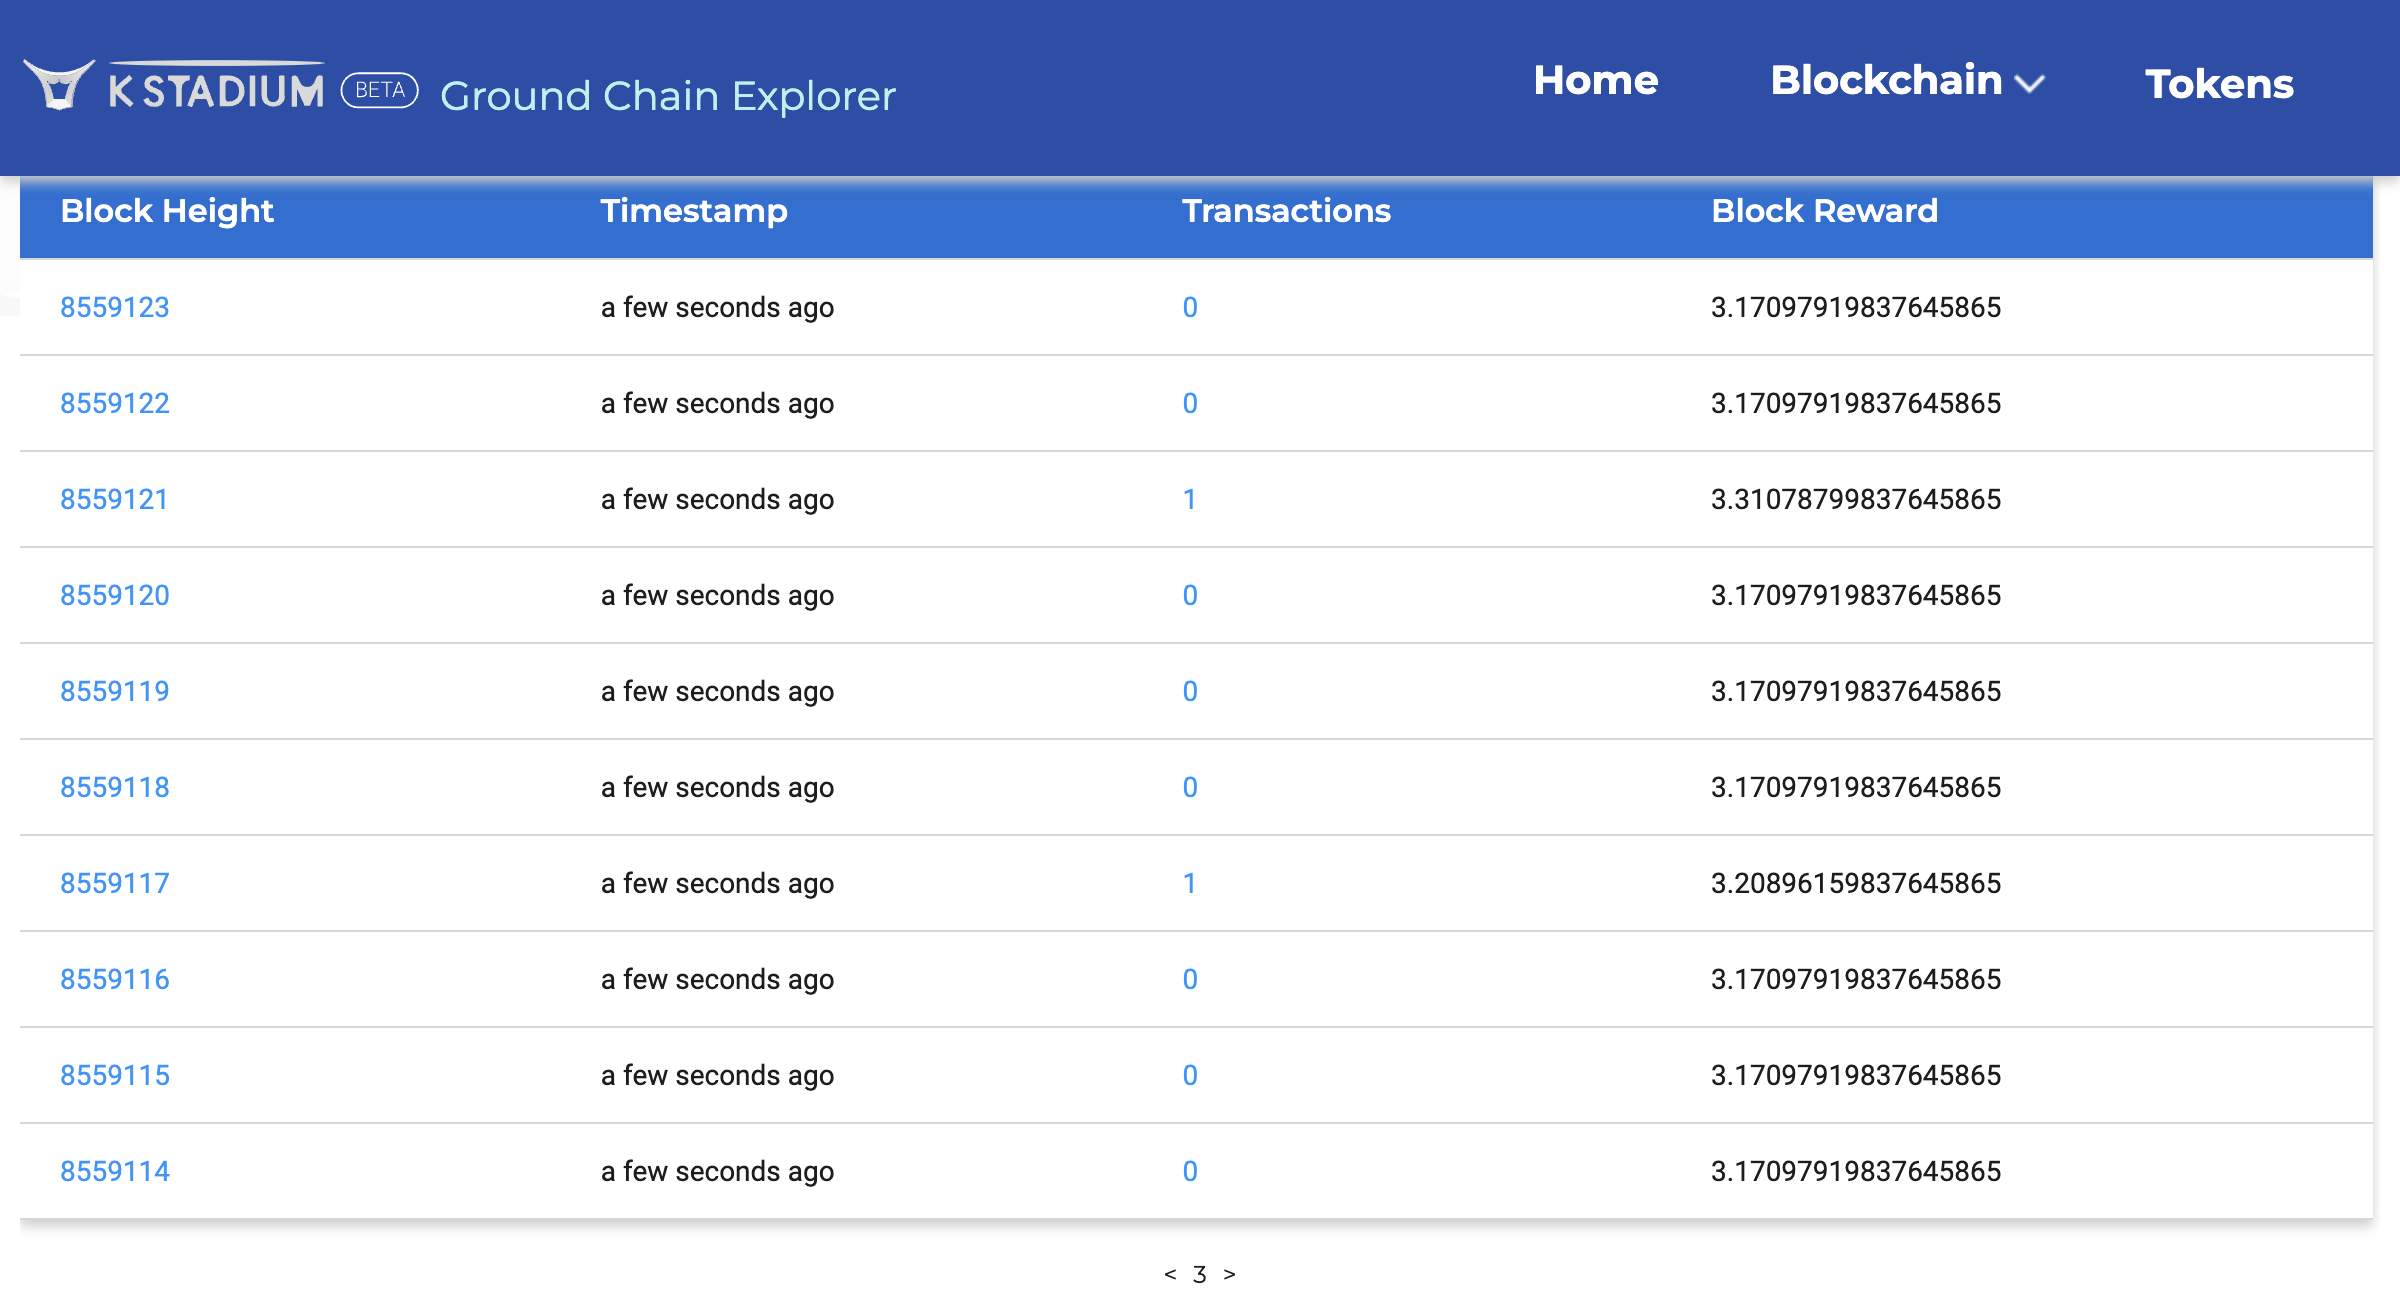 K STADIUM BETA Ground Chain Explorer Home Blockchain Tokens
Block Height Timestamp Transactions Block Reward
8559123 a few seconds ago 0 3.17097919837645865
8559122 a few seconds ago 0 3.17097919837645865
8559121 a few seconds ago 1 3.31078799837645865
8559120 a few seconds ago 0 3.17097919837645865
8559119 a few seconds ago 0 3.17097919837645865
8559118 a few seconds ago 0 3.17097919837645865
8559117 a few seconds ago 1 3.20896159837645865
8559116 a few seconds ago 0 3.17097919837645865
8559115 a few seconds ago 0 3.17097919837645865
8559114 a few seconds ago 0 3.17097919837645865
< 3 >